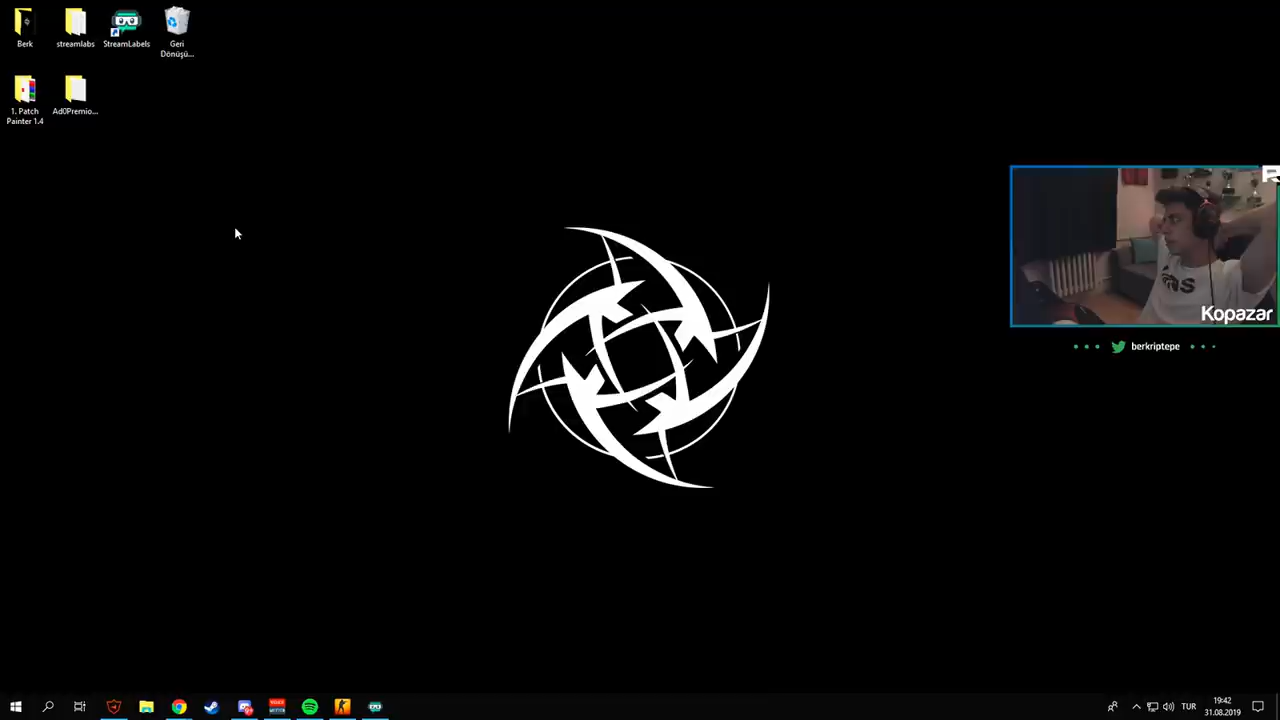 Berk
streamlabs
StreamLabels
Geri
Dönüşü...
1. Patch
Painter 1.4
Ad0Premio...
Kopazar
berkriptepe
TUR
19:42
31.08.2019